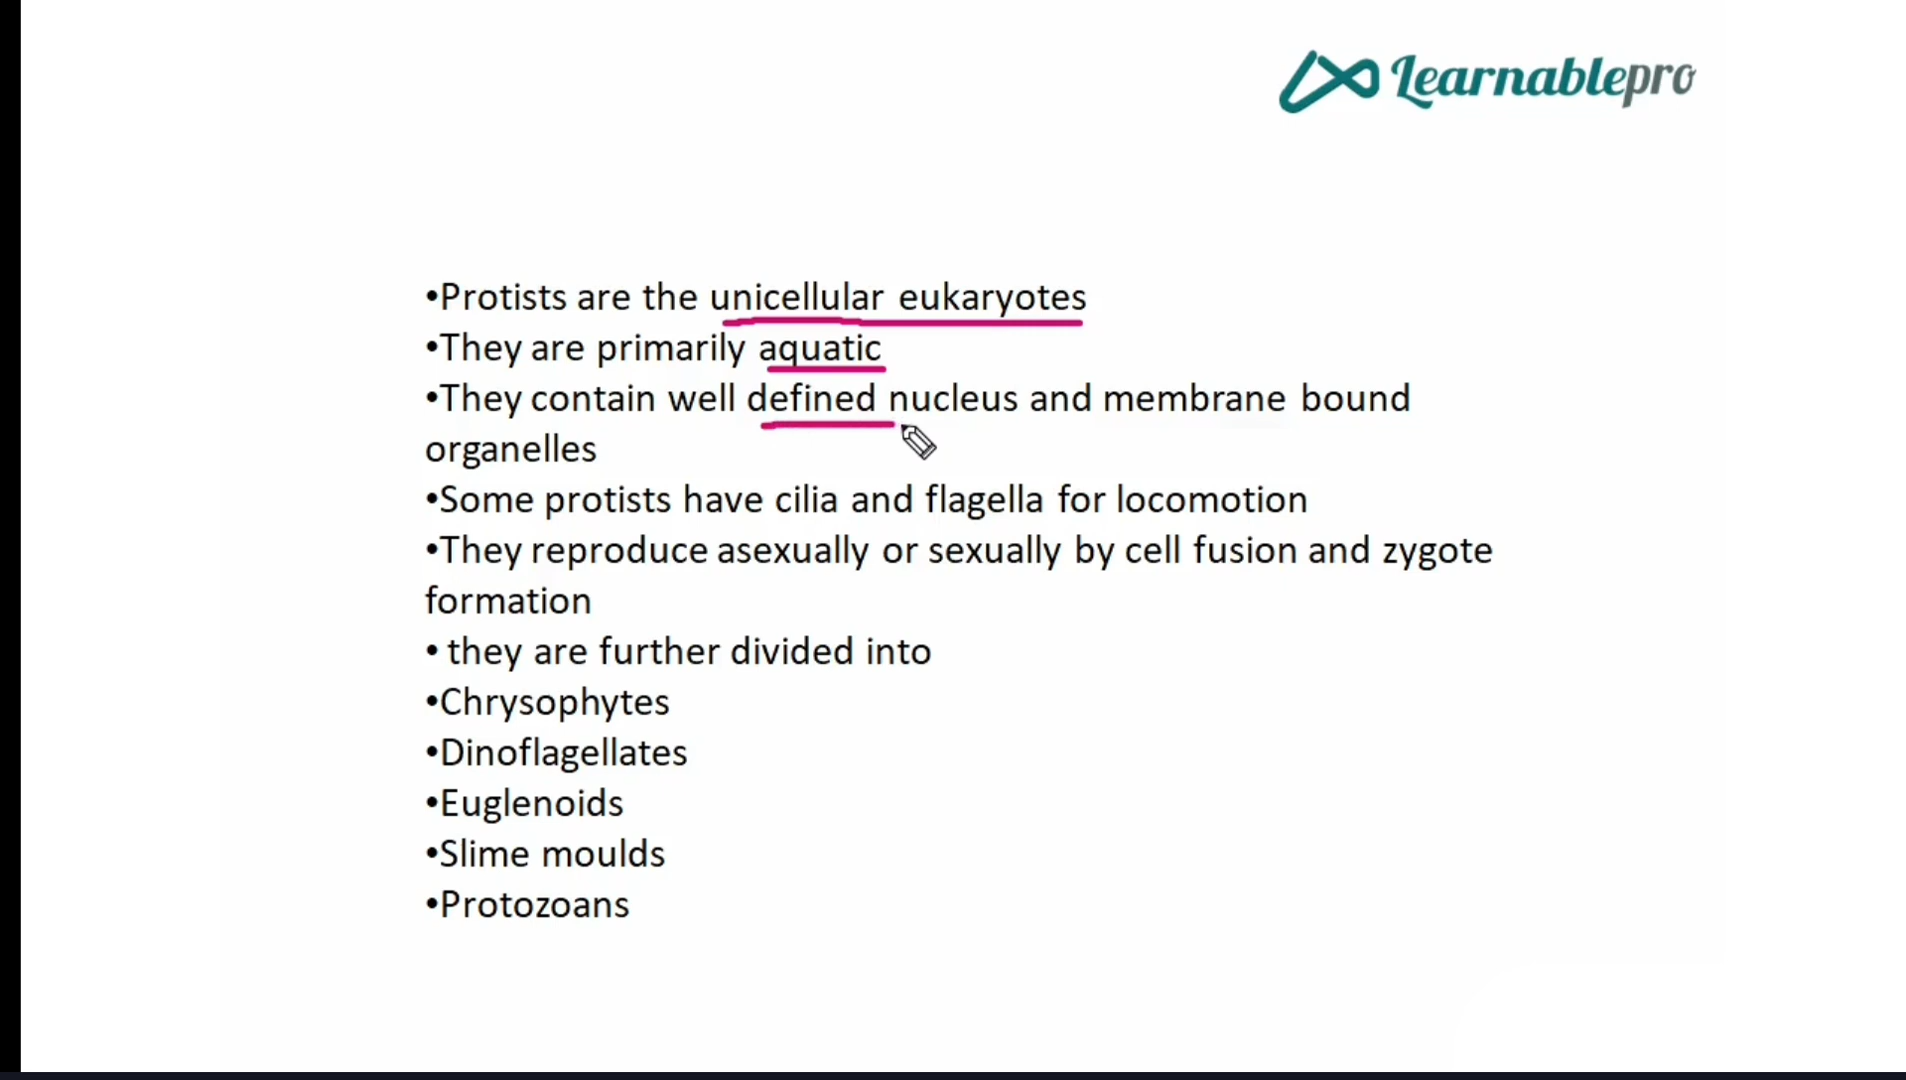 Learnablepro
•Protists are the unicellular eukaryotes
•They are primarily aquatic
•They contain well defined nucleus and membrane bound
organelles
•Some protists have cilia and flagella for locomotion
•They reproduce asexually or sexually by cell fusion and zygote
formation
• they are further divided into
•Chrysophytes
•Dinoflagellates
•Euglenoids
•Slime moulds
•Protozoans